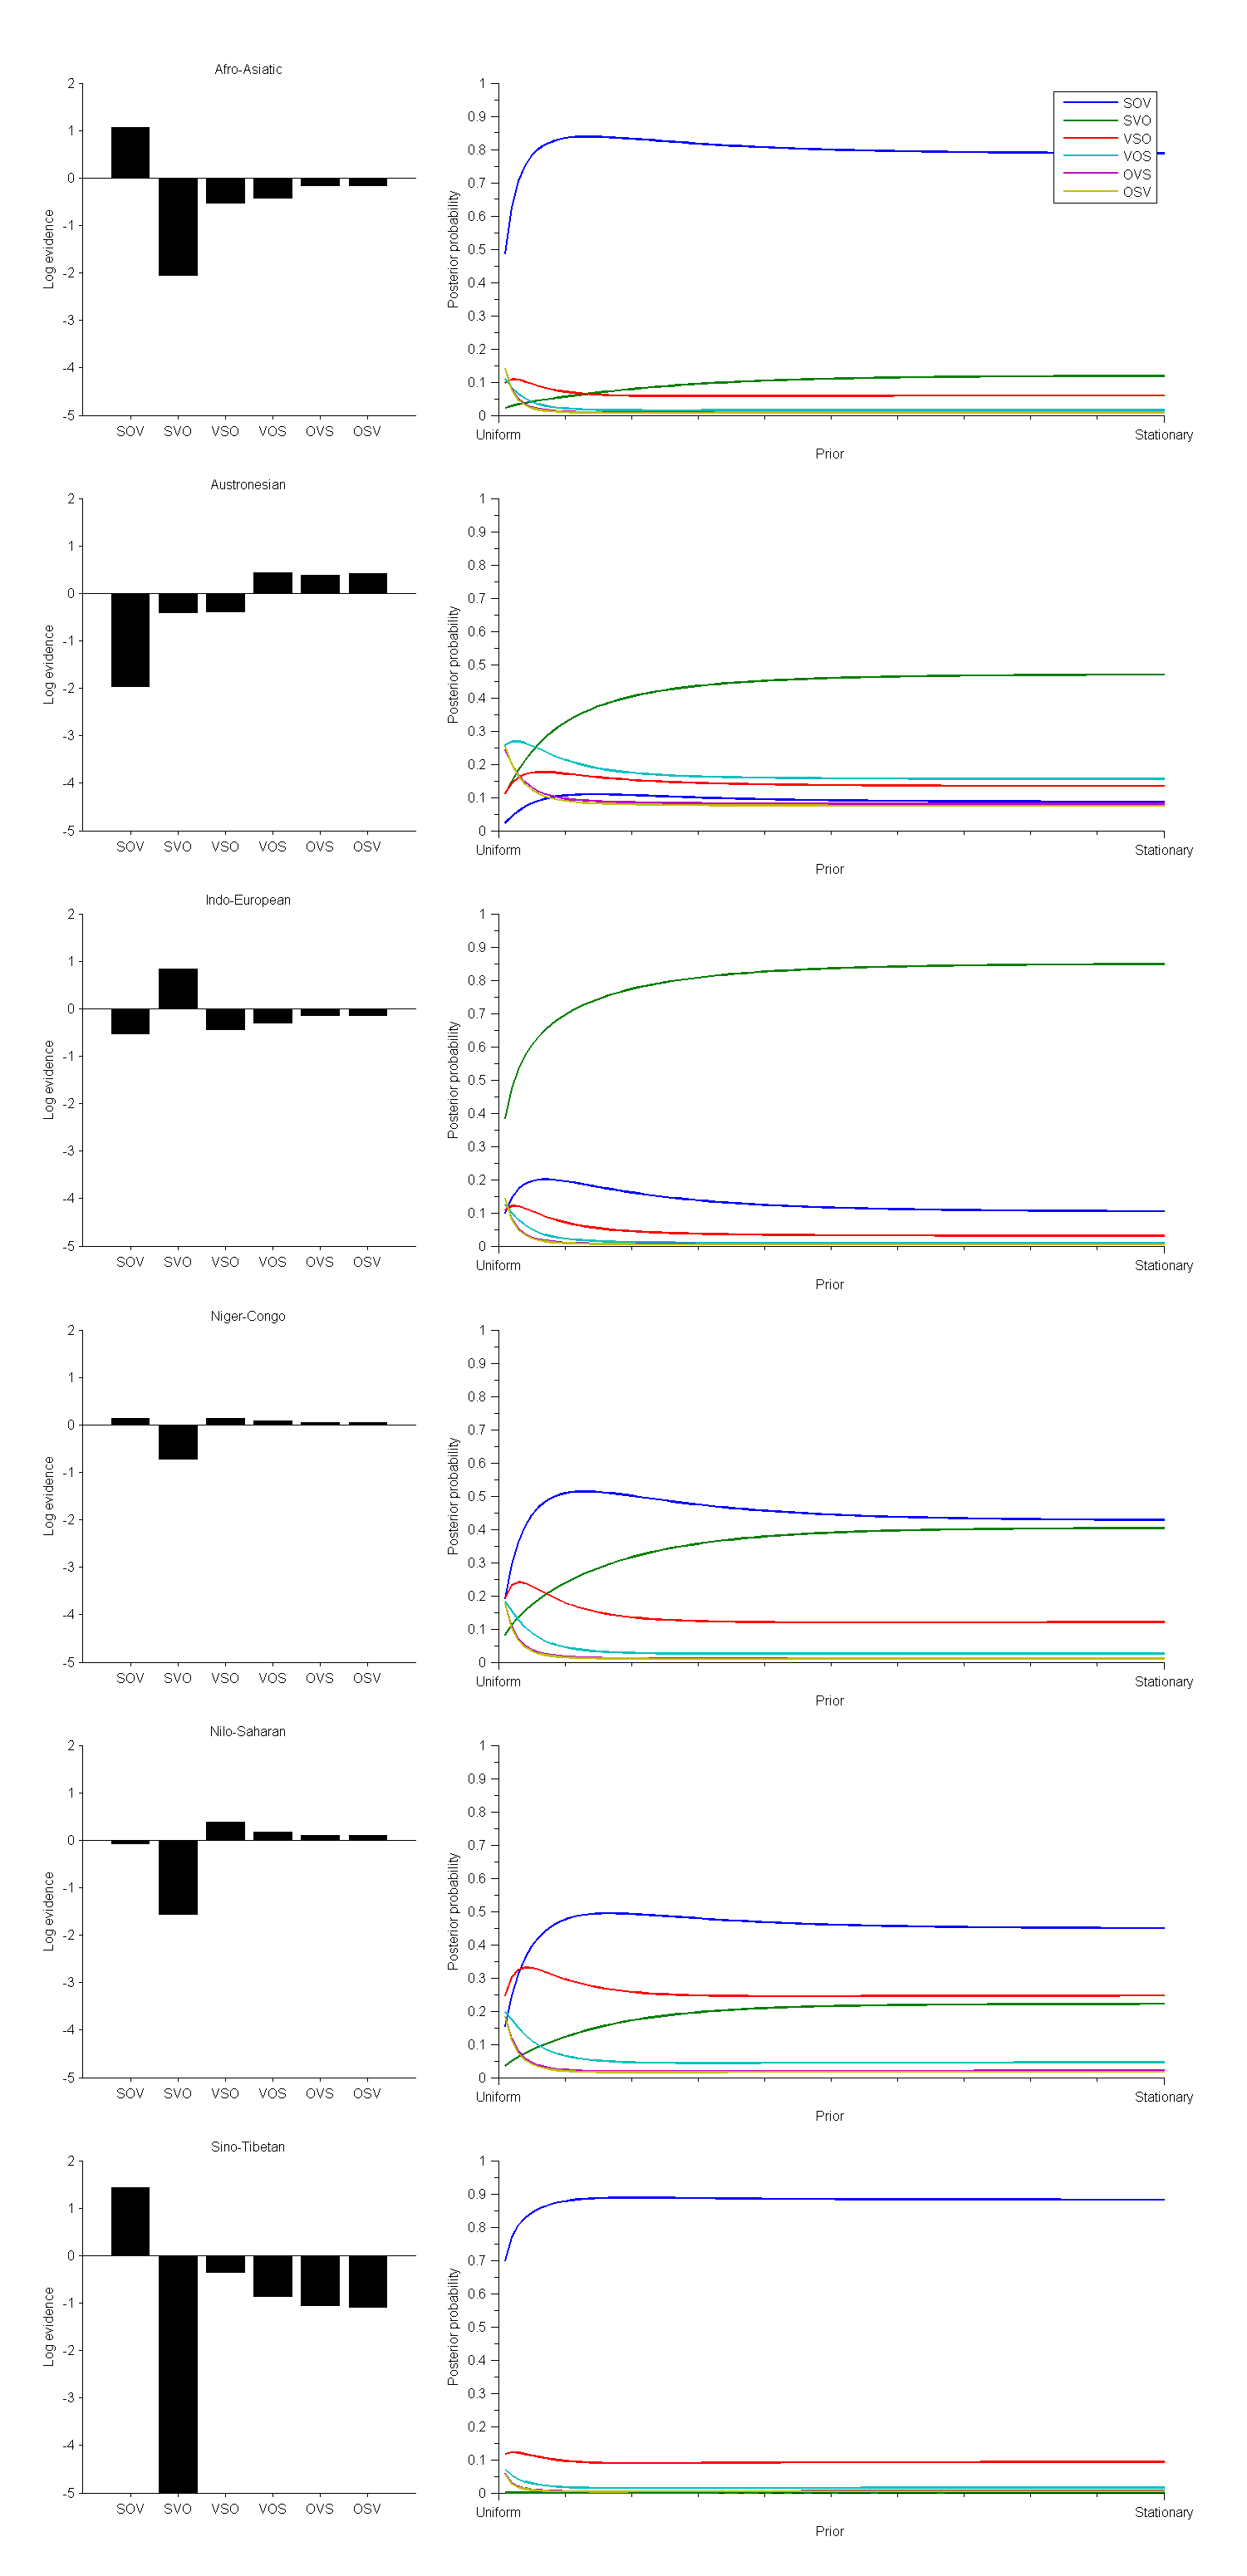 Afro-Asiatic
2
1
0
-1
-2
-3
-4
-5
Log evidence
SOV SVO VSO VOS OVS OSV
1
0.9
0.8
0.7
0.6
0.5
0.4
0.3
0.2
0.1
0
Posterior probability
Uniform Stationary
Prior
SOV
SVO
VSO
VOS
OVS
OSV
Austronesian
2
1
0
-1
-2
-3
-4
-5
Log evidence
SOV SVO VSO VOS OVS OSV
1
0.9
0.8
0.7
0.6
0.5
0.4
0.3
0.2
0.1
0
Posterior probability
Uniform Stationary
Prior
Indo-European
2
1
0
-1
-2
-3
-4
-5
Log evidence
SOV SVO VSO VOS OVS OSV
1
0.9
0.8
0.7
0.6
0.5
0.4
0.3
0.2
0.1
0
Posterior probability
Uniform Stationary
Prior
Niger-Congo
2
1
0
-1
-2
-3
-4
-5
Log evidence
SOV SVO VSO VOS OVS OSV
1
0.9
0.8
0.7
0.6
0.5
0.4
0.3
0.2
0.1
0
Posterior probability
Uniform Stationary
Prior
Nilo-Saharan
2
1
0
-1
-2
-3
-4
-5
Log evidence
SOV SVO VSO VOS OVS OSV
1
0.9
0.8
0.7
0.6
0.5
0.4
0.3
0.2
0.1
0
Posterior probability
Uniform Stationary
Prior
Sino-Tibetan
2
1
0
-1
-2
-3
-4
-5
Log evidence
SOV SVO VSO VOS OVS OSV
1
0.9
0.8
0.7
0.6
0.5
0.4
0.3
0.2
0.1
0
Posterior probability
Uniform Stationary
Prior